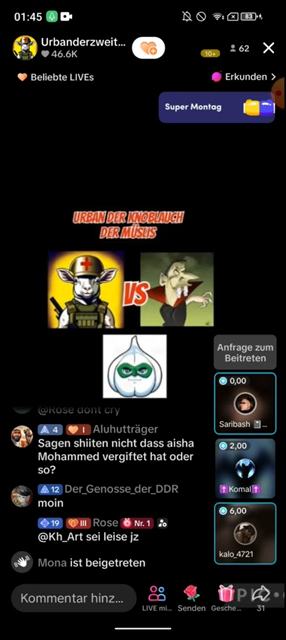 01:45
83
Urbanderzweit...
46.6K
10+
62
Beliebte LIVEs
Erkunden >
Super Montag
URBAN DER KNOBLAUCH
DER MÜSLIS
VS
Anfrage zum
Beitreten
0,00
Saribash
2,00
Komal
6,00
kalo_4721
@Rose dont cry
4 I Aluhutträger
Sagen shiiten nicht dass aisha
Mohammed vergiftet hat oder
so?
12 Der_Genosse_der_DDR
moin
19 III Rose Nr. 1
@Kh_Art sei leise jz
Mona ist beigetreten
Kommentar hinz...
LIVE mi...
Senden
Gesche...
31